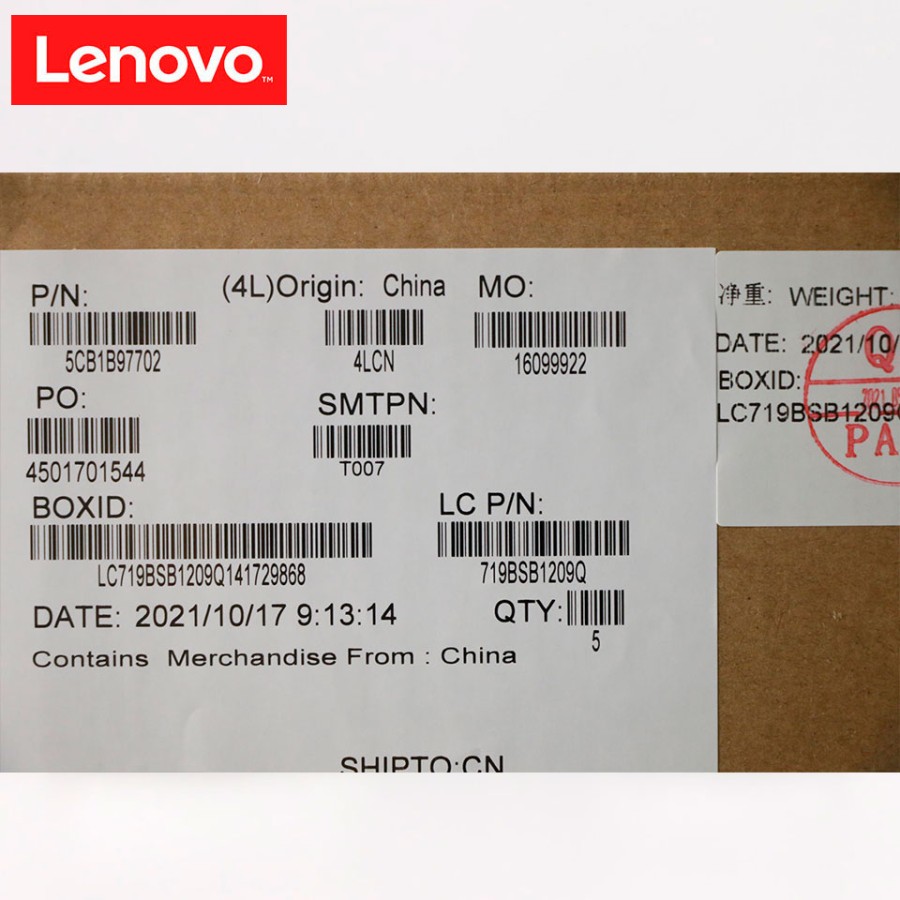 Lenovo™
P/N: (4L)Origin: China MO:
5CB1B97702 4LCN 16099922
PO: SMTPN:
4501701544 T007
BOXID: LC P/N:
LC719BSB1209Q141729868 719BSB1209Q
DATE: 2021/10/17 9:13:14 QTY:
5
Contains Merchandise From : China
SHIPTO:CN
净重: WEIGHT:
DATE: 2021/10/
BOXID:
LC719BSB1209
Q
PA